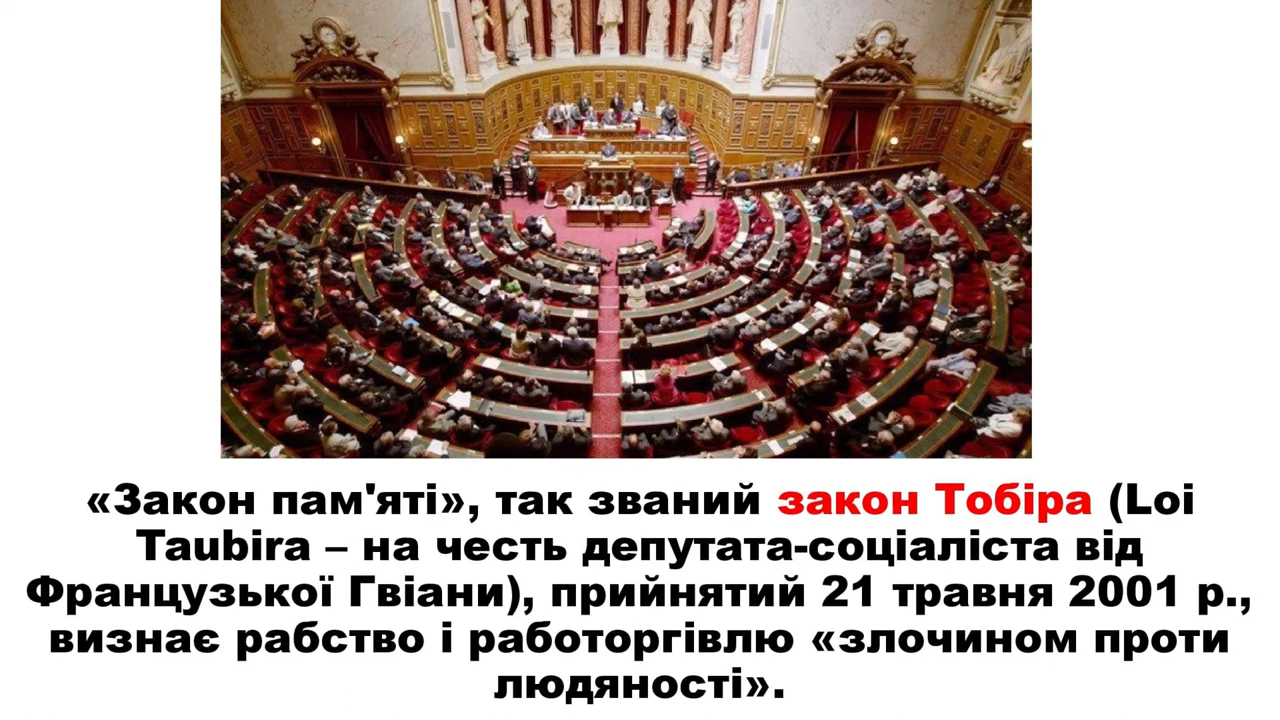 «Закон пам'яті», так званий закон Тобіра (Loi
Taubira – на честь депутата-соціаліста від
Французької Гвіани), прийнятий 21 травня 2001 р.,
визнає рабство і работоргівлю «злочином проти
людяності».